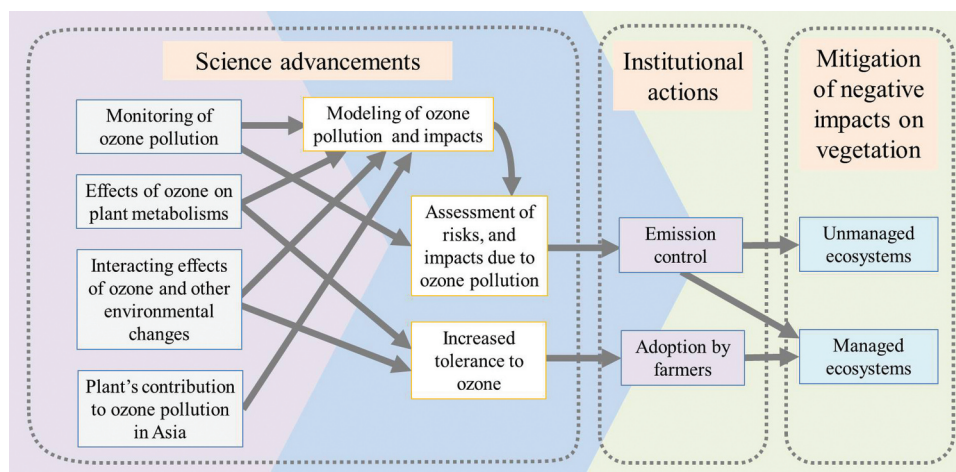 Science advancements
Monitoring of
ozone pollution
Effects of ozone on
plant metabolisms
Interacting effects
of ozone and other
environmental
changes
Plant's contribution
to ozone pollution
in Asia
Modeling of ozone
pollution and impacts
Assessment of
risks, and
impacts due to
ozone pollution
Increased
tolerance to
ozone
Institutional
actions
Emission
control
Adoption by
farmers
Mitigation
of negative
impacts on
vegetation
Unmanaged
ecosystems
Managed
ecosystems